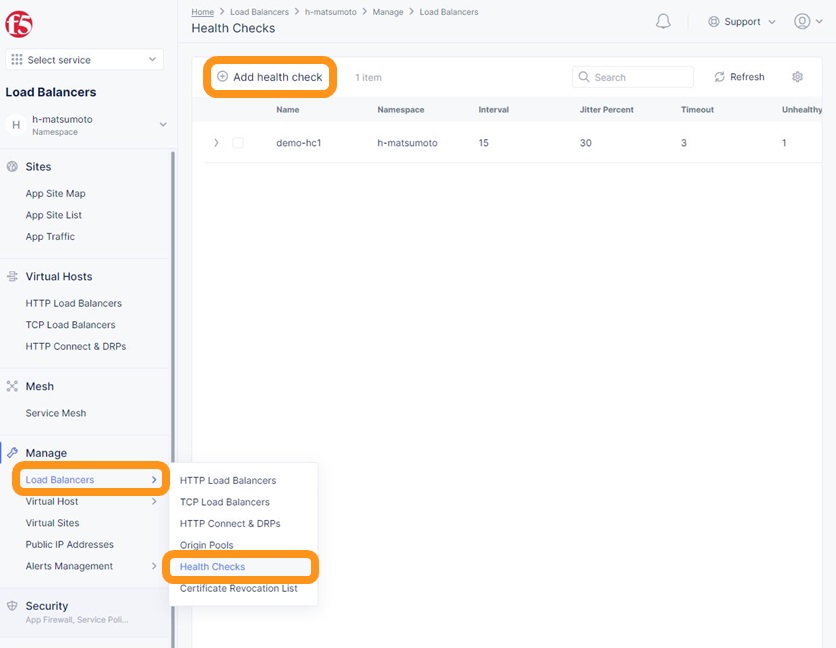 f5
Home > Load Balancers > h-matsumoto > Manage > Load Balancers
Health Checks
Support
Select service
Load Balancers
H
h-matsumoto
Namespace
Add health check
1 item
Search
Refresh
Name Namespace Interval Jitter Percent Timeout Unhealthy
demo-hc1 h-matsumoto 15 30 3 1
Sites
App Site Map
App Site List
App Traffic
Virtual Hosts
HTTP Load Balancers
TCP Load Balancers
HTTP Connect & DRPs
Mesh
Service Mesh
Manage
Load Balancers
Virtual Host
Virtual Sites
Public IP Addresses
Alerts Management
HTTP Load Balancers
TCP Load Balancers
HTTP Connect & DRPs
Origin Pools
Health Checks
Certificate Revocation List
Security
App Firewall, Service Poli...